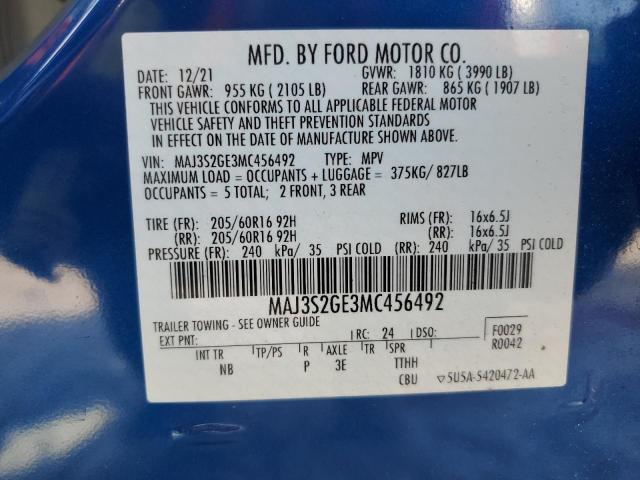 MFD. BY FORD MOTOR CO.
DATE: 12/21 GVWR: 1810 KG ( 3990 LB)
FRONT GAWR: 955 KG ( 2105 LB) REAR GAWR: 865 KG ( 1907 LB)
THIS VEHICLE CONFORMS TO ALL APPLICABLE FEDERAL MOTOR
VEHICLE SAFETY AND THEFT PREVENTION STANDARDS
IN EFFECT ON THE DATE OF MANUFACTURE SHOWN ABOVE.
VIN: MAJ3S2GE3MC456492 TYPE: MPV
MAXIMUM LOAD = OCCUPANTS + LUGGAGE = 375KG/ 827LB
OCCUPANTS = 5 TOTAL; 2 FRONT, 3 REAR
TIRE (FR): 205/60R16 92H RIMS (FR): 16x6.5J
(RR): 205/60R16 92H (RR): 16x6.5J
PRESSURE (FR): 240 kPa/ 35 PSI COLD (RR): 240 kPa/ 35 PSI COLD
MAJ3S2GE3MC456492
TRAILER TOWING - SEE OWNER GUIDE
EXT PNT: RC: 24 DSO: F0029
R0042
INT TR TP/PS R AXLE TR SPR
NB P 3E TTHH
CBU ▽5U5A-5420472-AA